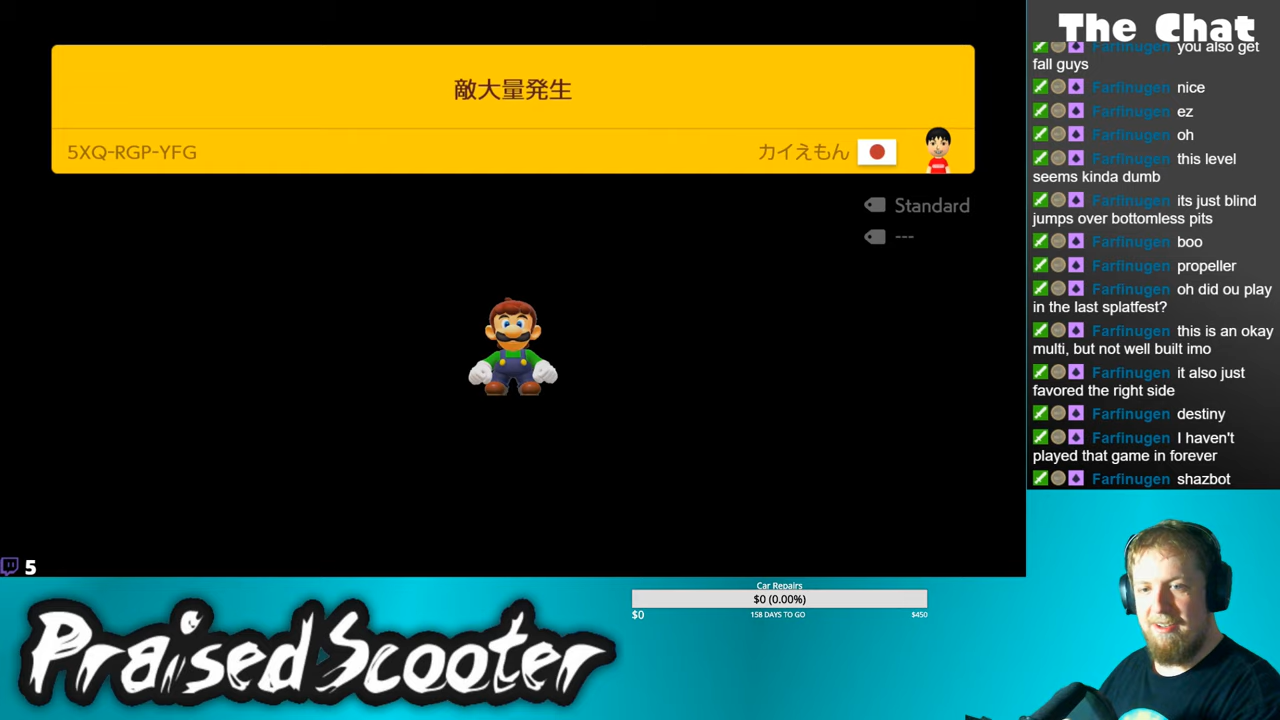 敵大量発生
5XQ-RGP-YFG
カイえもん
Standard
---
The Chat
Farfinugen you also get
fall guys
Farfinugen nice
Farfinugen ez
Farfinugen oh
Farfinugen this level
seems kinda dumb
Farfinugen its just blind
jumps over bottomless
pits
Farfinugen boo
Farfinugen propeller
Farfinugen oh did ou play
in the last splatfest?
Farfinugen this is an okay
multi, but not well built imo
Farfinugen it also just
favored the right side
Farfinugen destiny
Farfinugen I haven't
played that game in forever
Farfinugen shazbot
5
Car Repairs
$0 (0.00%)
$0
158 DAYS TO GO
$450
PraisedScooter